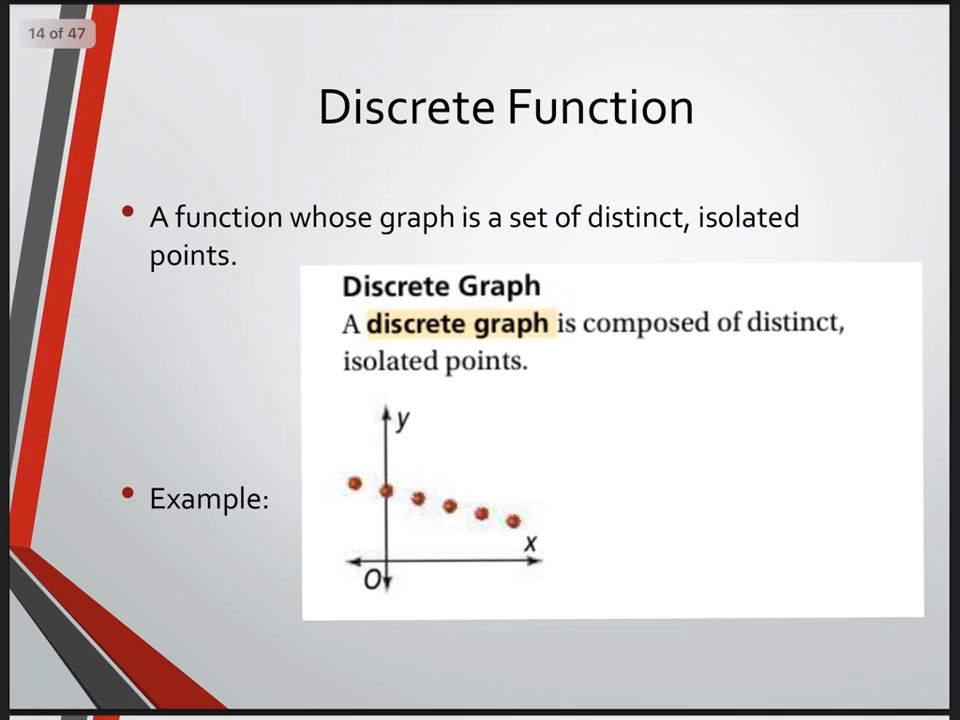 14 of 47
Discrete Function
• A function whose graph is a set of distinct, isolated
points.
Discrete Graph
A discrete graph is composed of distinct,
isolated points.
y
• Example:
x
O